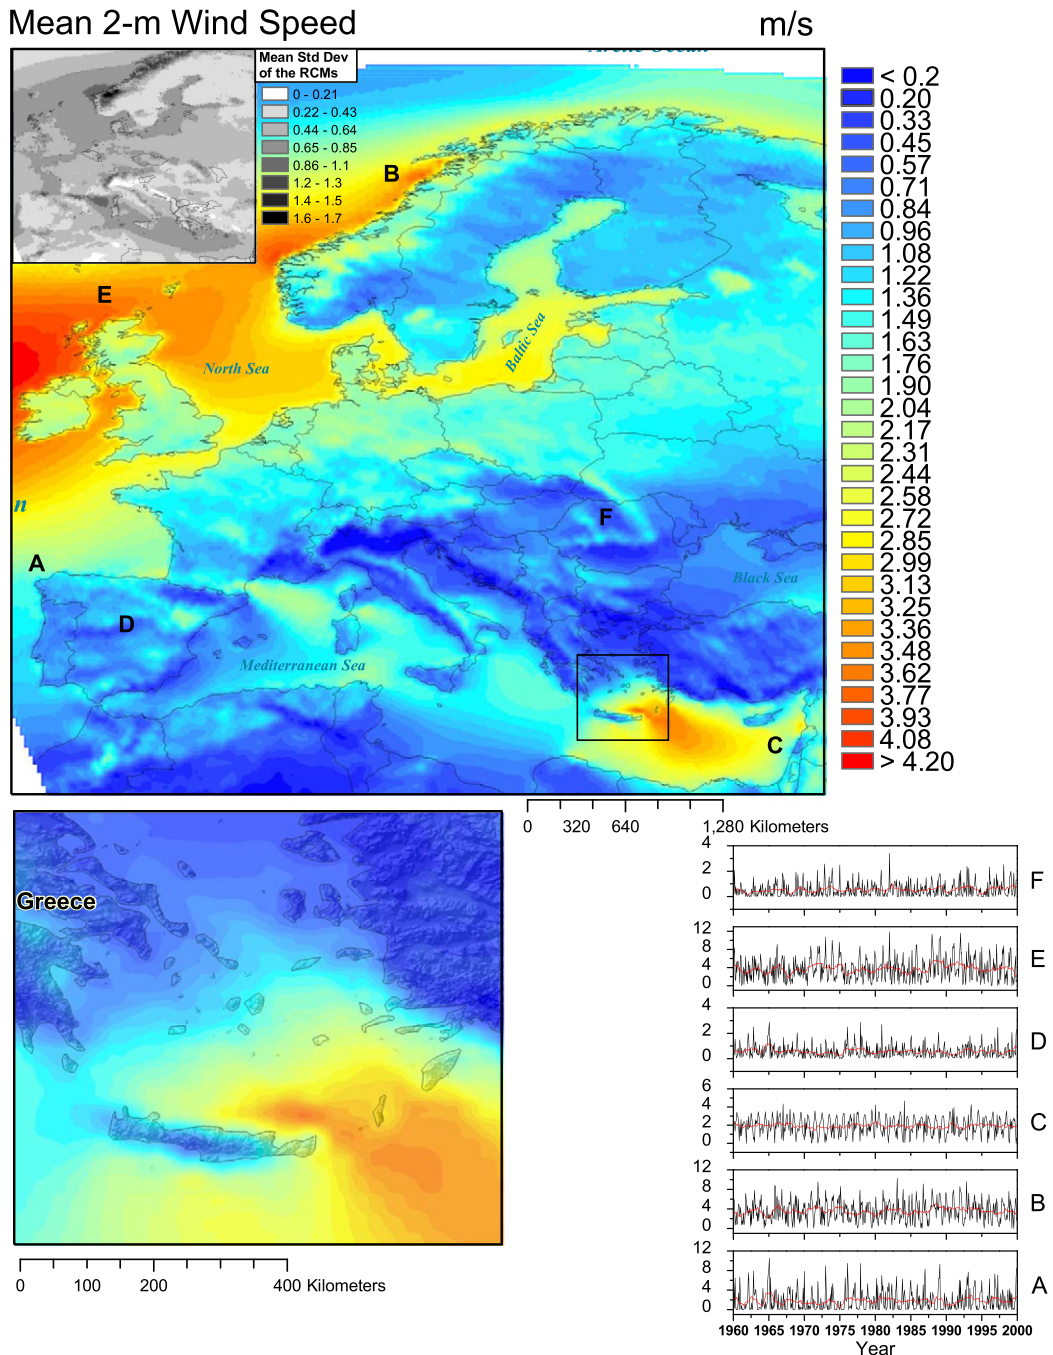 Mean 2-m Wind Speed m/s
Arctic Ocean
Mean Std Dev
of the RCMs
0 - 0.21
0.22 - 0.43
0.44 - 0.64
0.65 - 0.85
0.86 - 1.1
1.2 - 1.3
1.4 - 1.5
1.6 - 1.7
< 0.2
0.20
0.33
0.45
0.57
0.71
0.84
0.96
1.08
1.22
1.36
1.49
1.63
1.76
1.90
2.04
2.17
2.31
2.44
2.58
2.72
2.85
2.99
3.13
3.25
3.36
3.48
3.62
3.77
3.93
4.08
> 4.20
B
E
North Sea
Baltic Sea
n
F
A
Black Sea
D
Mediterranean Sea
C
0 320 640 1,280 Kilometers
Greece
0 100 200 400 Kilometers
4
2
0
F
12
8
4
0
E
4
2
0
D
6
4
2
0
C
12
8
4
0
B
12
8
4
0
A
1960 1965 1970 1975 1980 1985 1990 1995 2000
Year